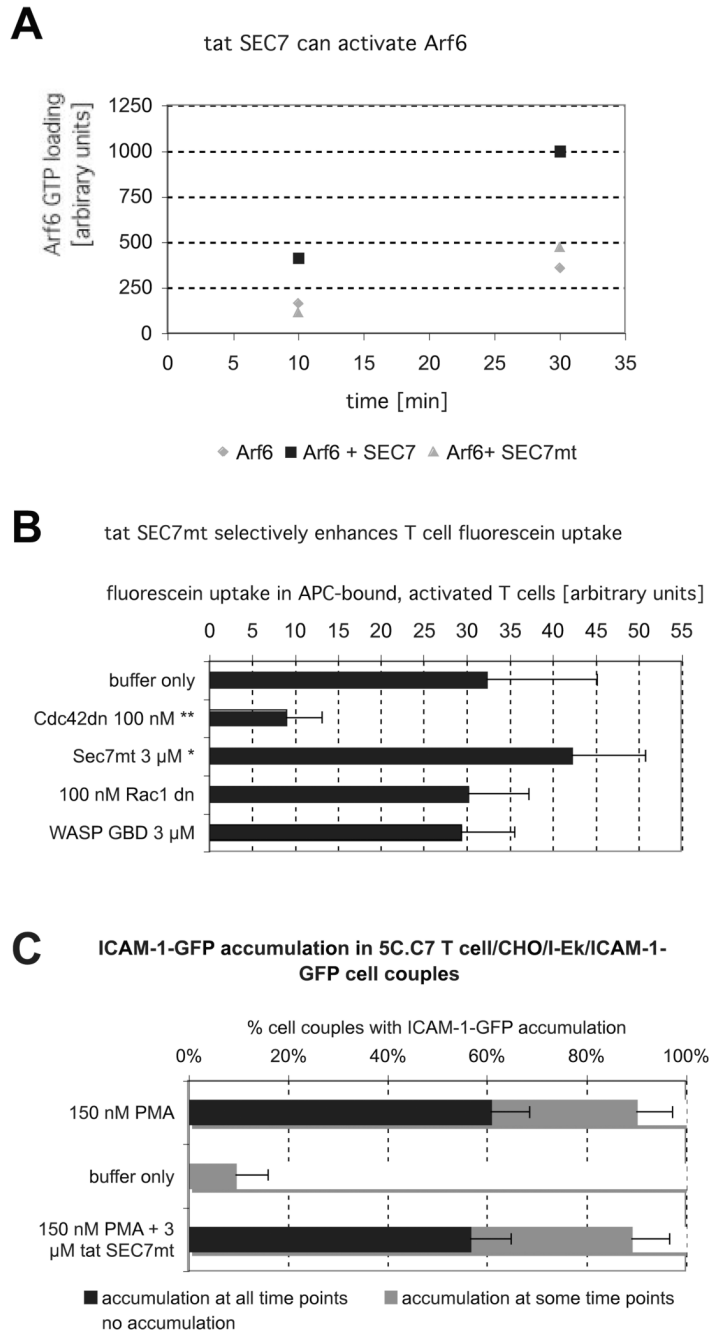 A
tat SEC7 can activate Arf6
Arf6 GTP loading
[arbirary units]
1250
1000
750
500
250
0
0 5 10 15 20 25 30 35
time [min]
Arf6 Arf6 + SEC7 Arf6+ SEC7mt
B
tat SEC7mt selectively enhances T cell fluorescein uptake
fluorescein uptake in APC-bound, activated T cells [arbitrary units]
0 5 10 15 20 25 30 35 40 45 50 55
buffer only
Cdc42dn 100 nM **
Sec7mt 3 µM *
100 nM Rac1 dn
WASP GBD 3 µM
C
ICAM-1-GFP accumulation in 5C.C7 T cell/CHO/I-Ek/ICAM-1-
GFP cell couples
% cell couples with ICAM-1-GFP accumulation
0% 20% 40% 60% 80% 100%
150 nM PMA
buffer only
150 nM PMA + 3
µM tat SEC7mt
accumulation at all time points accumulation at some time points
no accumulation